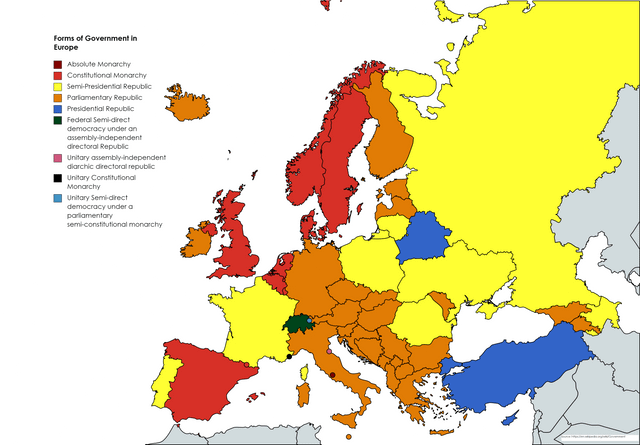 Forms of Government in
Europe
Absolute Monarchy
Constitutional Monarchy
Semi-Presidential Republic
Parliamentary Republic
Presidential Republic
Federal Semi-direct
democracy under an
assembly-independent
directoral Republic
Unitary assembly-independent
diarchic directoral republic
Unitary Constitutional
Monarchy
Unitary Semi-direct
democracy under a
parliamentary
semi-constitutional monarchy